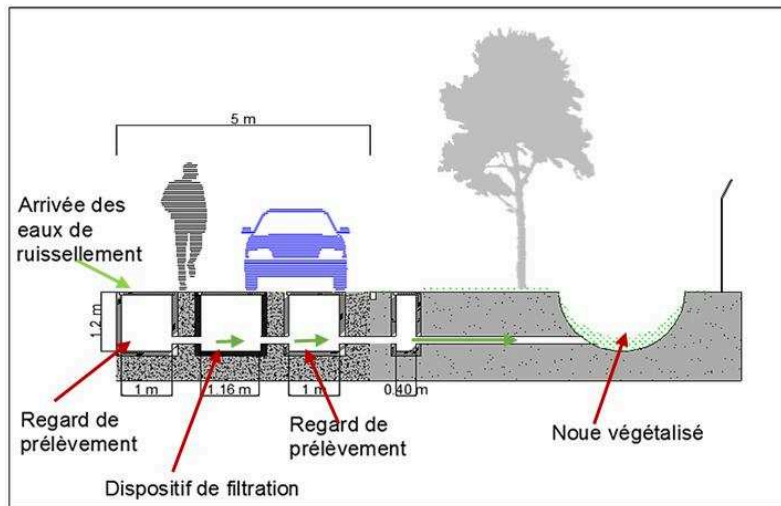 5 m
Arrivée des
eaux de
ruissellement
1.2 m
1 m
1.16 m
1 m
0.40 m
Regard de
prélèvement
Regard de
prélèvement
Noue végétalisé
Dispositif de filtration